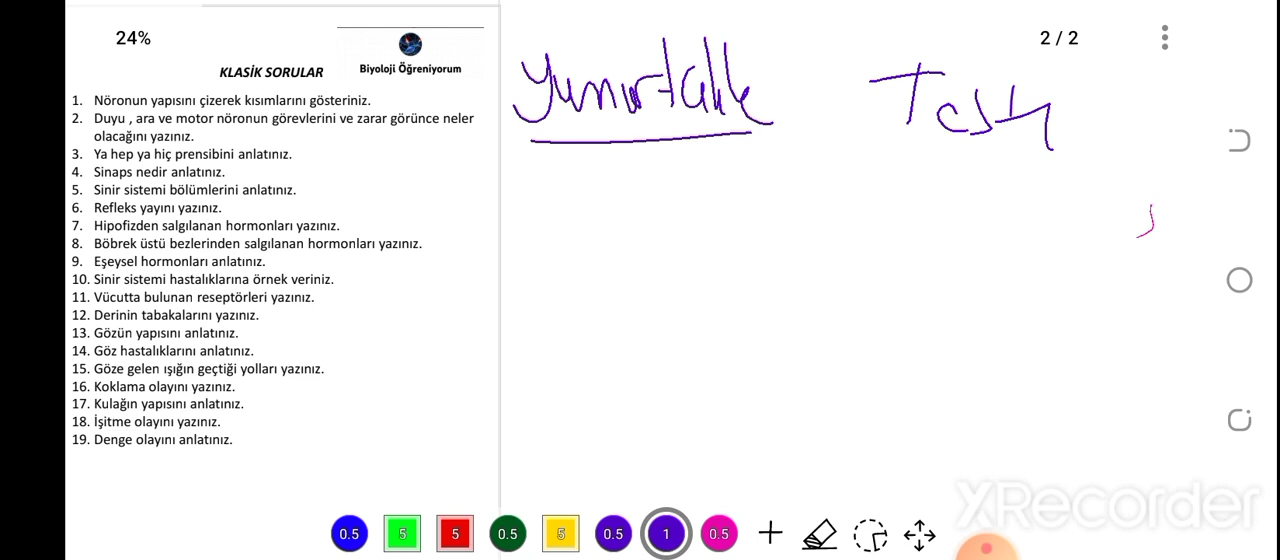 24%
2 / 2
Biyoloji Öğreniyorum
KLASİK SORULAR
1. Nöronun yapısını çizerek kısımlarını gösteriniz.
2. Duyu , ara ve motor nöronun görevlerini ve zarar görünce neler
olacağını yazınız.
3. Ya hep ya hiç prensibini anlatınız.
4. Sinaps nedir anlatınız.
5. Sinir sistemi bölümlerini anlatınız.
6. Refleks yayını yazınız.
7. Hipofizden salgılanan hormonları yazınız.
8. Böbrek üstü bezlerinden salgılanan hormonları yazınız.
9. Eşeysel hormonları anlatınız.
10. Sinir sistemi hastalıklarına örnek veriniz.
11. Vücutta bulunan reseptörleri yazınız.
12. Derinin tabakalarını yazınız.
13. Gözün yapısını anlatınız.
14. Göz hastalıklarını anlatınız.
15. Göze gelen ışığın geçtiği yolları yazınız.
16. Koklama olayını yazınız.
17. Kulağın yapısını anlatınız.
18. İşitme olayını yazınız.
19. Denge olayını anlatınız.
Yumurtalık
0.5 5 5 0.5 5 0.5 1 0.5
XRecorder